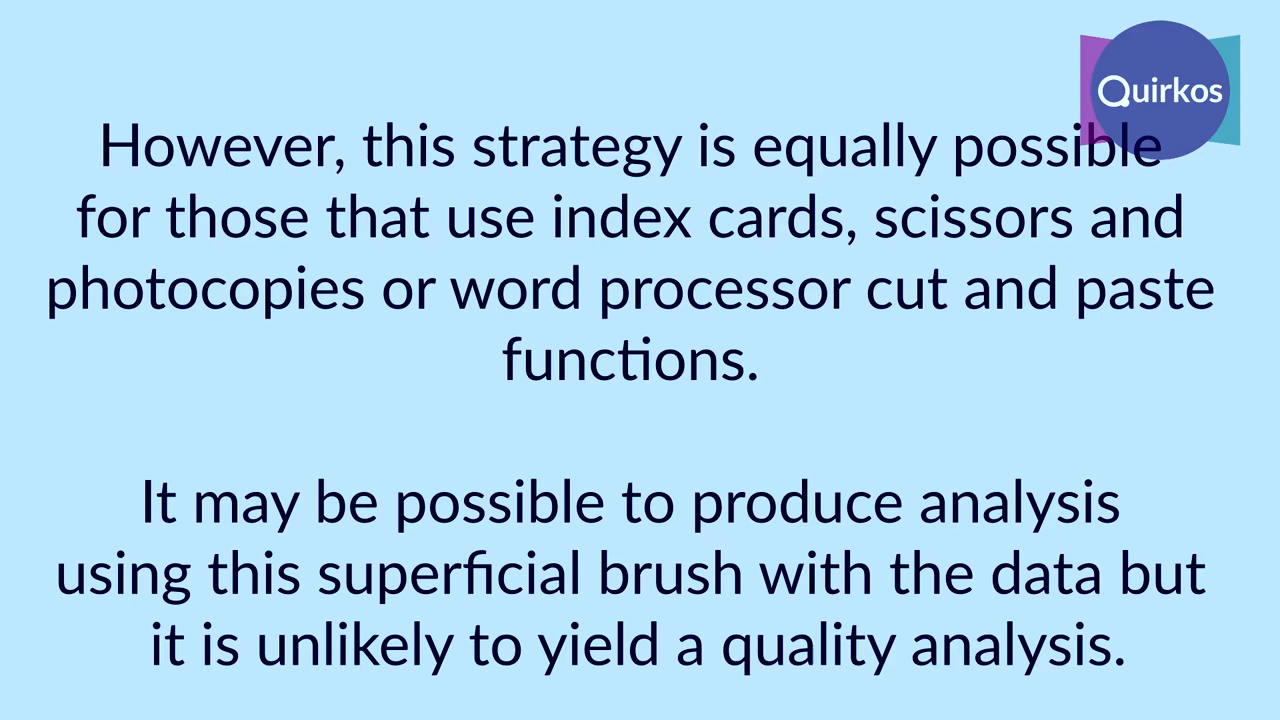 Quirkos
However, this strategy is equally possible
for those that use index cards, scissors and
photocopies or word processor cut and paste
functions.
It may be possible to produce analysis
using this superficial brush with the data but
it is unlikely to yield a quality analysis.